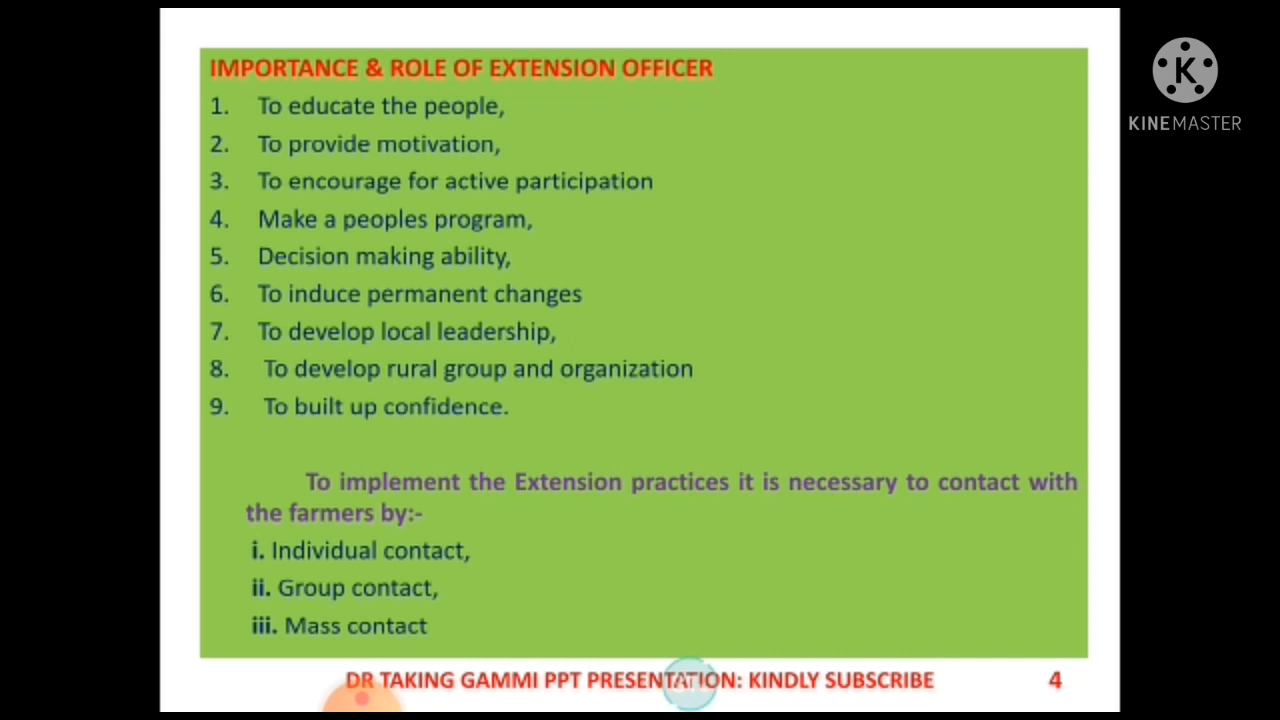 IMPORTANCE & ROLE OF EXTENSION OFFICER
1. To educate the people,
2. To provide motivation,
3. To encourage for active participation
4. Make a peoples program,
5. Decision making ability,
6. To induce permanent changes
7. To develop local leadership,
8. To develop rural group and organization
9. To built up confidence.
To implement the Extension practices it is necessary to contact with
the farmers by:-
i. Individual contact,
ii. Group contact,
iii. Mass contact
DR TAKING GAMMI PPT PRESENTATION: KINDLY SUBSCRIBE 4
K
KINEMASTER